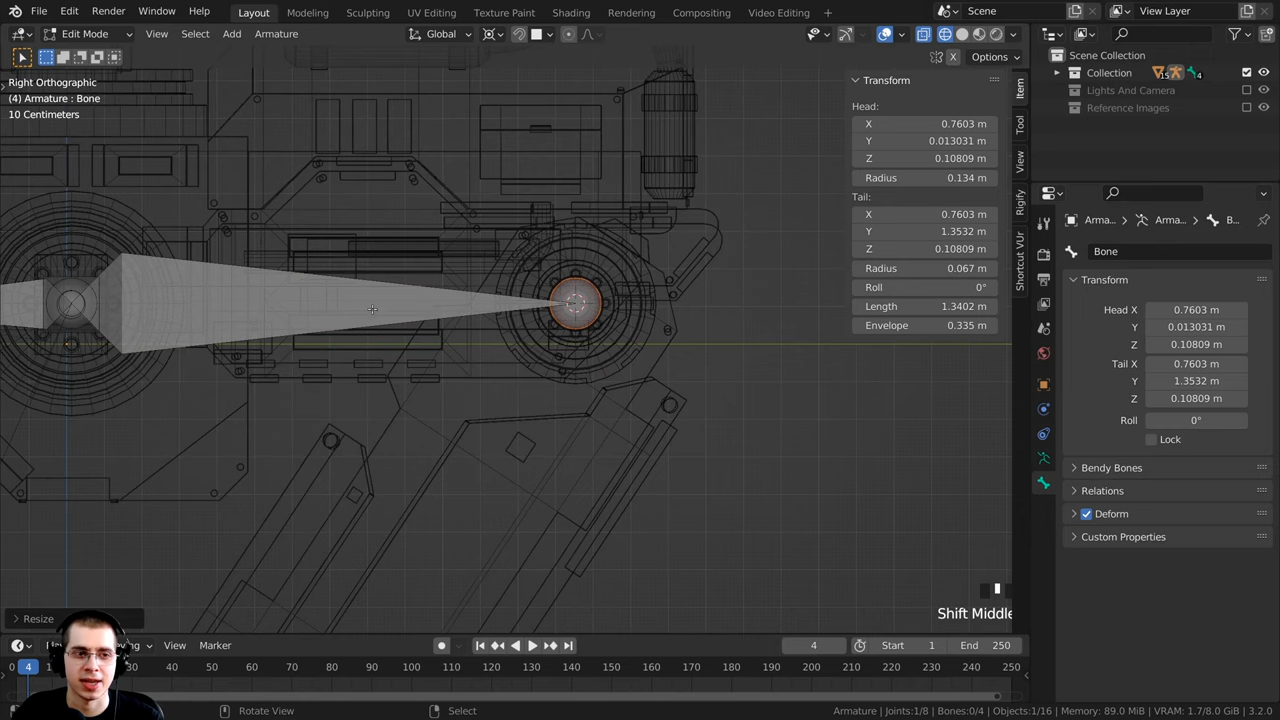 File Edit Render Window Help Layout Modeling Sculpting UV Editing Texture Paint Shading Rendering Compositing Video Editing + Scene View Layer
Edit Mode View Select Add Armature Global
X Options
Right Orthographic
(4) Armature : Bone
10 Centimeters
Transform
Head:
X 0.7603 m
Y 0.013031 m
Z 0.10809 m
Radius 0.134 m
Tail:
X 0.7603 m
Y 1.3532 m
Z 0.10809 m
Radius 0.067 m
Roll 0°
Length 1.3402 m
Envelope 0.335 m
Item
Tool
View
Rigify
Shortcut VUr
Scene Collection
Collection 15 4
Lights And Camera
Reference Images
Arma... Arma... B...
Bone
Transform
Head X 0.7603 m
Y 0.013031 m
Z 0.10809 m
Tail X 0.7603 m
Y 1.3532 m
Z 0.10809 m
Roll 0°
Lock
Bendy Bones
Relations
Deform
Custom Properties
Resize
Shift Middle
View Marker 4 Start 1 End 250
0 4 40 50 60 70 80 90 100 110 120 130 140 150 160 170 180 190 200 210 220 230 240 250
Rotate View Select Armature | Joints:1/8 | Bones:0/4 | Objects:1/16 | Memory: 89.0 MiB | VRAM: 1.7/8.0 GiB | 3.2.0